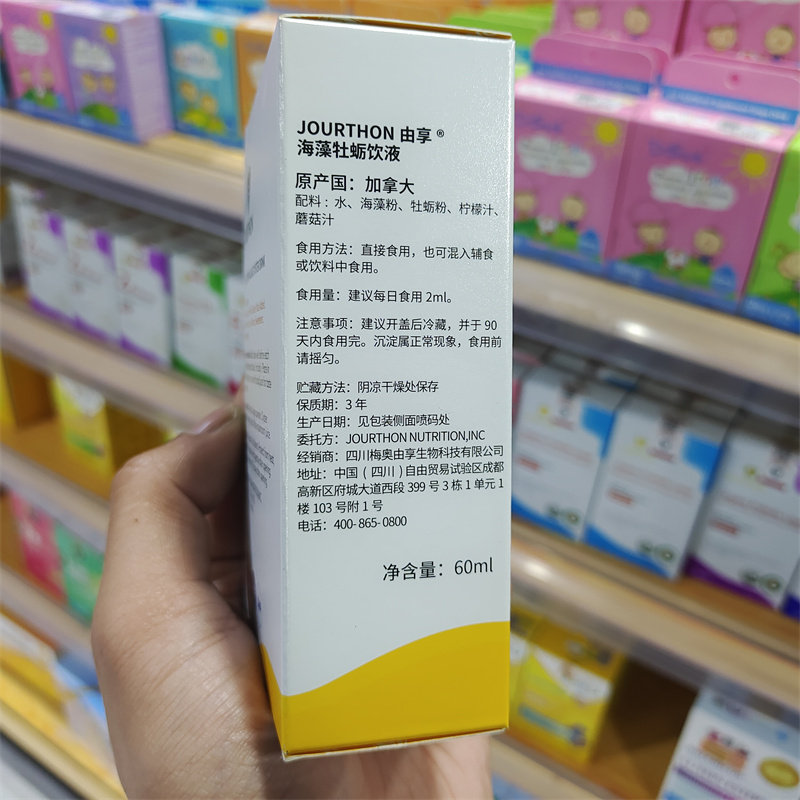 JOURTHON 由享®
海藻牡蛎饮液
原产国：加拿大
配料：水、海藻粉、牡蛎粉、柠檬汁、
蘑菇汁
食用方法：直接食用，也可混入辅食
或饮料中食用。
食用量：建议每日食用 2ml。
注意事项：建议开盖后冷藏，并于 90
天内食用完。沉淀属正常现象，食用前
请摇匀。
贮藏方法：阴凉干燥处保存
保质期：3 年
生产日期：见包装侧面喷码处
委托方：JOURTHON NUTRITION,INC
经销商：四川梅奥由享生物科技有限公司
地址：中国（四川）自由贸易试验区成都
高新区府城大道西段 399 号 3 栋 1 单元 1
楼 103 号附 1 号
电话：400-865-0800
净含量：60ml